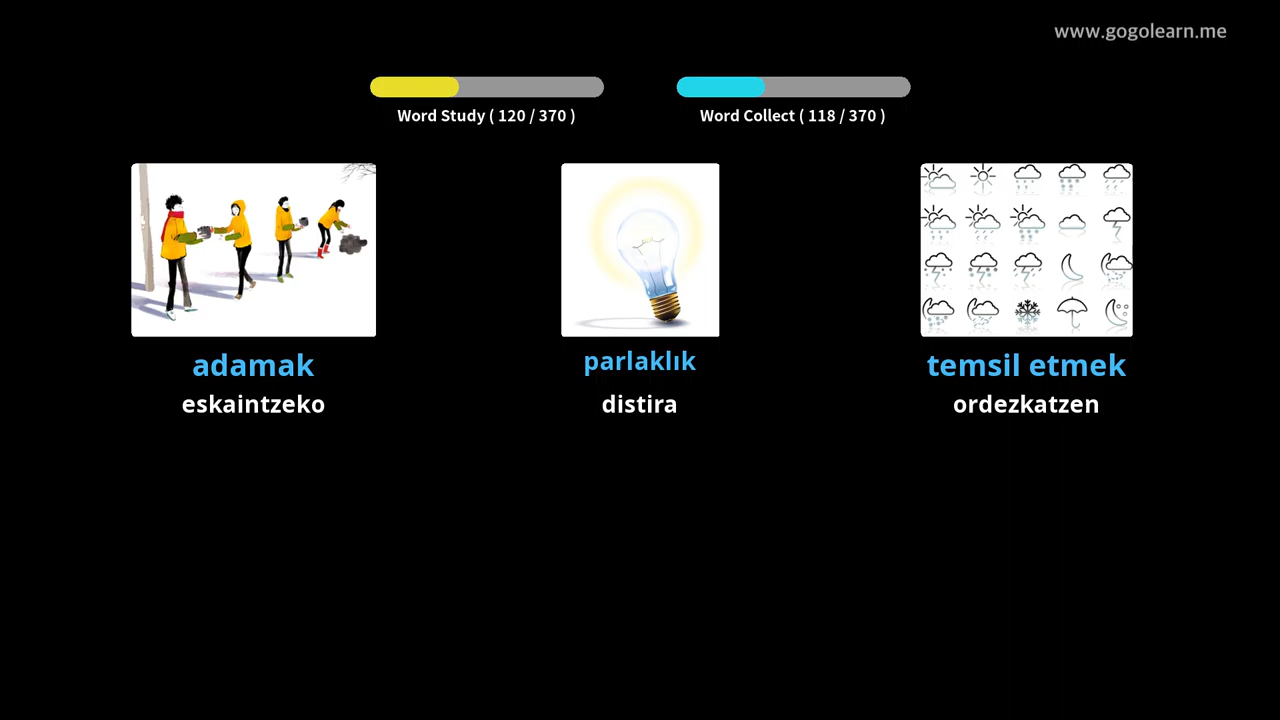 www.gogolearn.me
Word Study ( 120 / 370 )
Word Collect ( 118 / 370 )
adamak
parlaklık
temsil etmek
eskaintzeko
distira
ordezkatzen